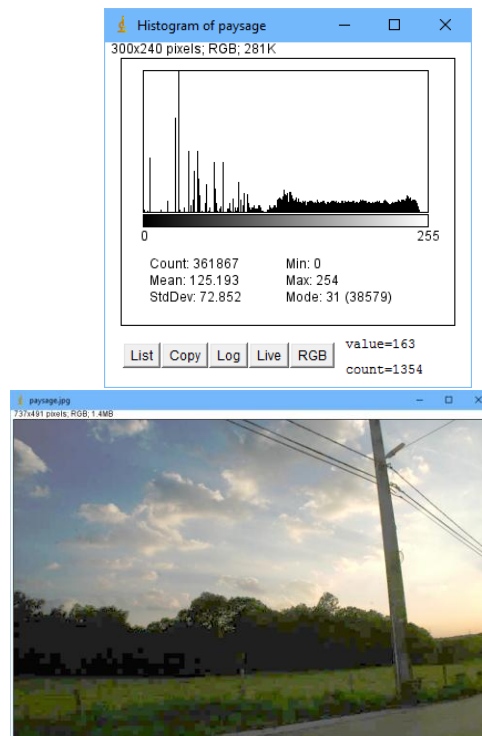 Histogram of paysage
300x240 pixels; RGB; 281K
0 255
Count: 361867 Min: 0
Mean: 125.193 Max: 254
StdDev: 72.852 Mode: 31 (38579)
List Copy Log Live RGB value=163
count=1354
paysage.jpg
737x491 pixels; RGB; 1.4MB